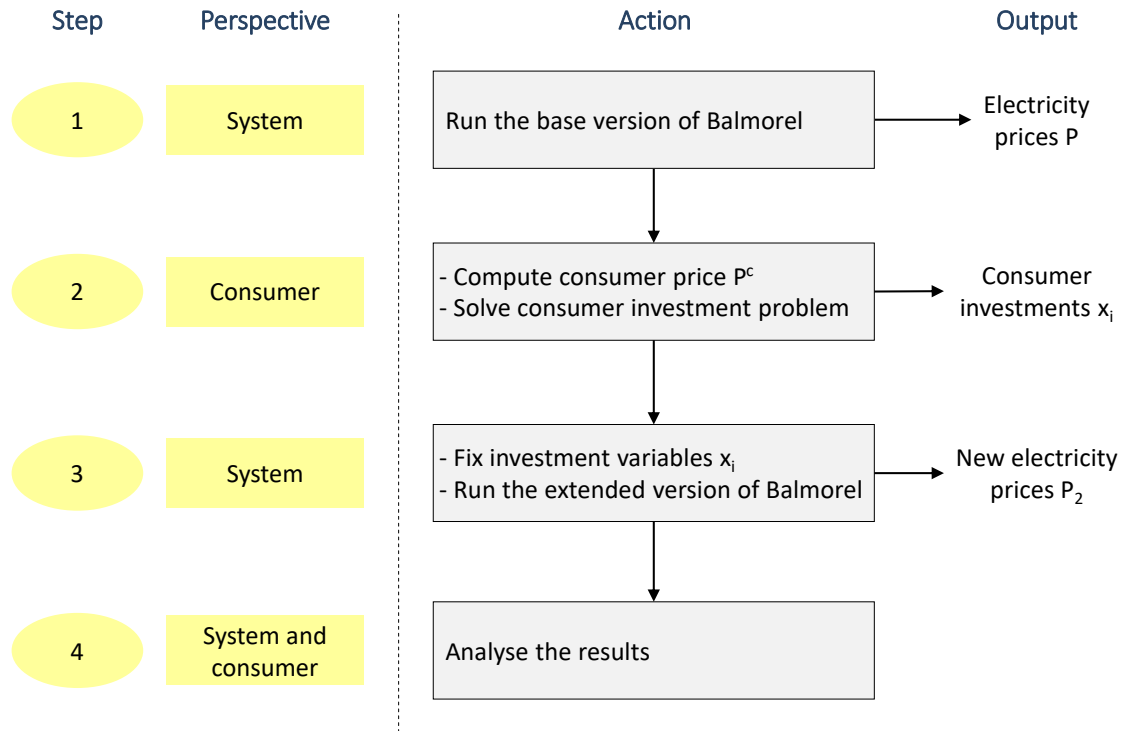 Step
Perspective
Action
Output
1
System
Run the base version of Balmorel
Electricity
prices P
2
Consumer
- Compute consumer price Pᶜ
- Solve consumer investment problem
Consumer
investments xᵢ
3
System
- Fix investment variables xᵢ
- Run the extended version of Balmorel
New electricity
prices P₂
4
System and
consumer
Analyse the results